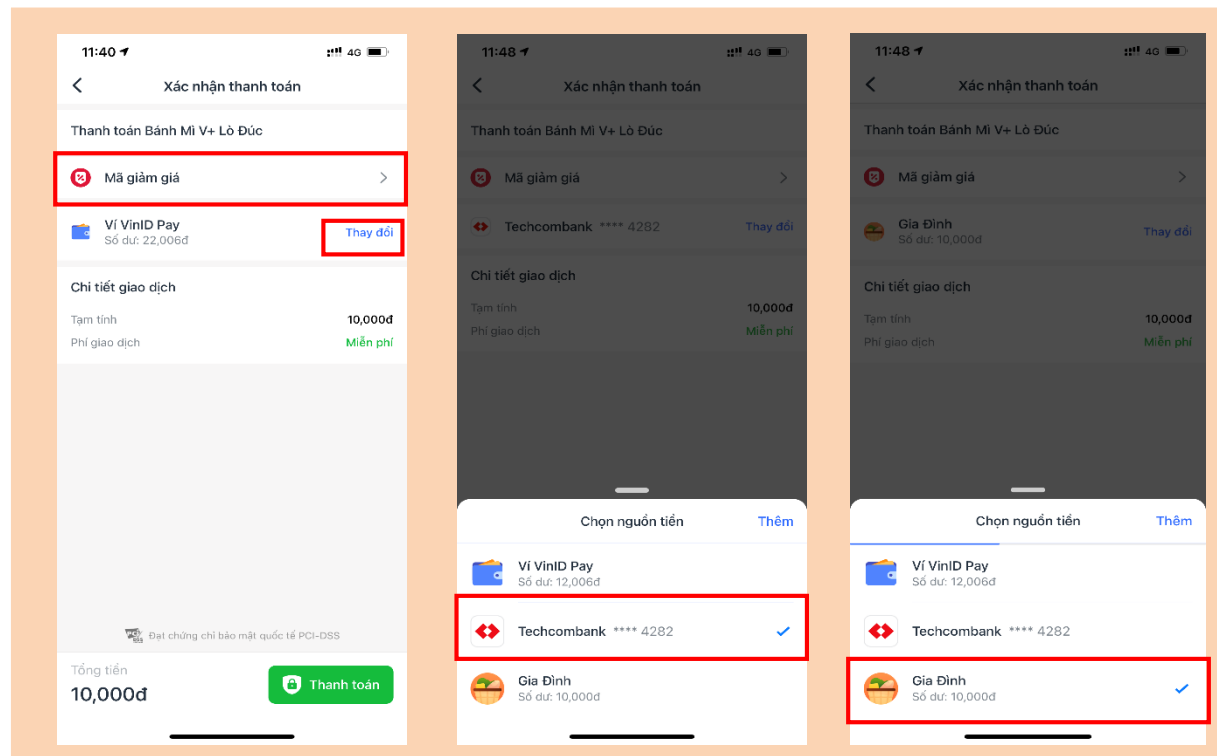 11:40
4G
Xác nhận thanh toán
Thanh toán Bánh Mì V+ Lò Đúc
Mã giảm giá
Ví VinID Pay
Số dư: 22,006đ
Thay đổi
Chi tiết giao dịch
Tạm tính 10,000đ
Phí giao dịch Miễn phí
Đạt chứng chỉ bảo mật quốc tế PCI-DSS
Tổng tiền
10,000đ
Thanh toán
11:48
4G
Xác nhận thanh toán
Thanh toán Bánh Mì V+ Lò Đúc
Mã giảm giá
Techcombank **** 4282 Thay đổi
Chi tiết giao dịch
Tạm tính 10,000đ
Phí giao dịch Miễn phí
Chọn nguồn tiền Thêm
Ví VinID Pay
Số dư: 12,006đ
Techcombank **** 4282
Gia Đình
Số dư: 10,000đ
11:48
4G
Xác nhận thanh toán
Thanh toán Bánh Mì V+ Lò Đúc
Mã giảm giá
Gia Đình
Số dư: 10,000đ
Thay đổi
Chi tiết giao dịch
Tạm tính 10,000đ
Phí giao dịch Miễn phí
Chọn nguồn tiền Thêm
Ví VinID Pay
Số dư: 12,006đ
Techcombank **** 4282
Gia Đình
Số dư: 10,000đ